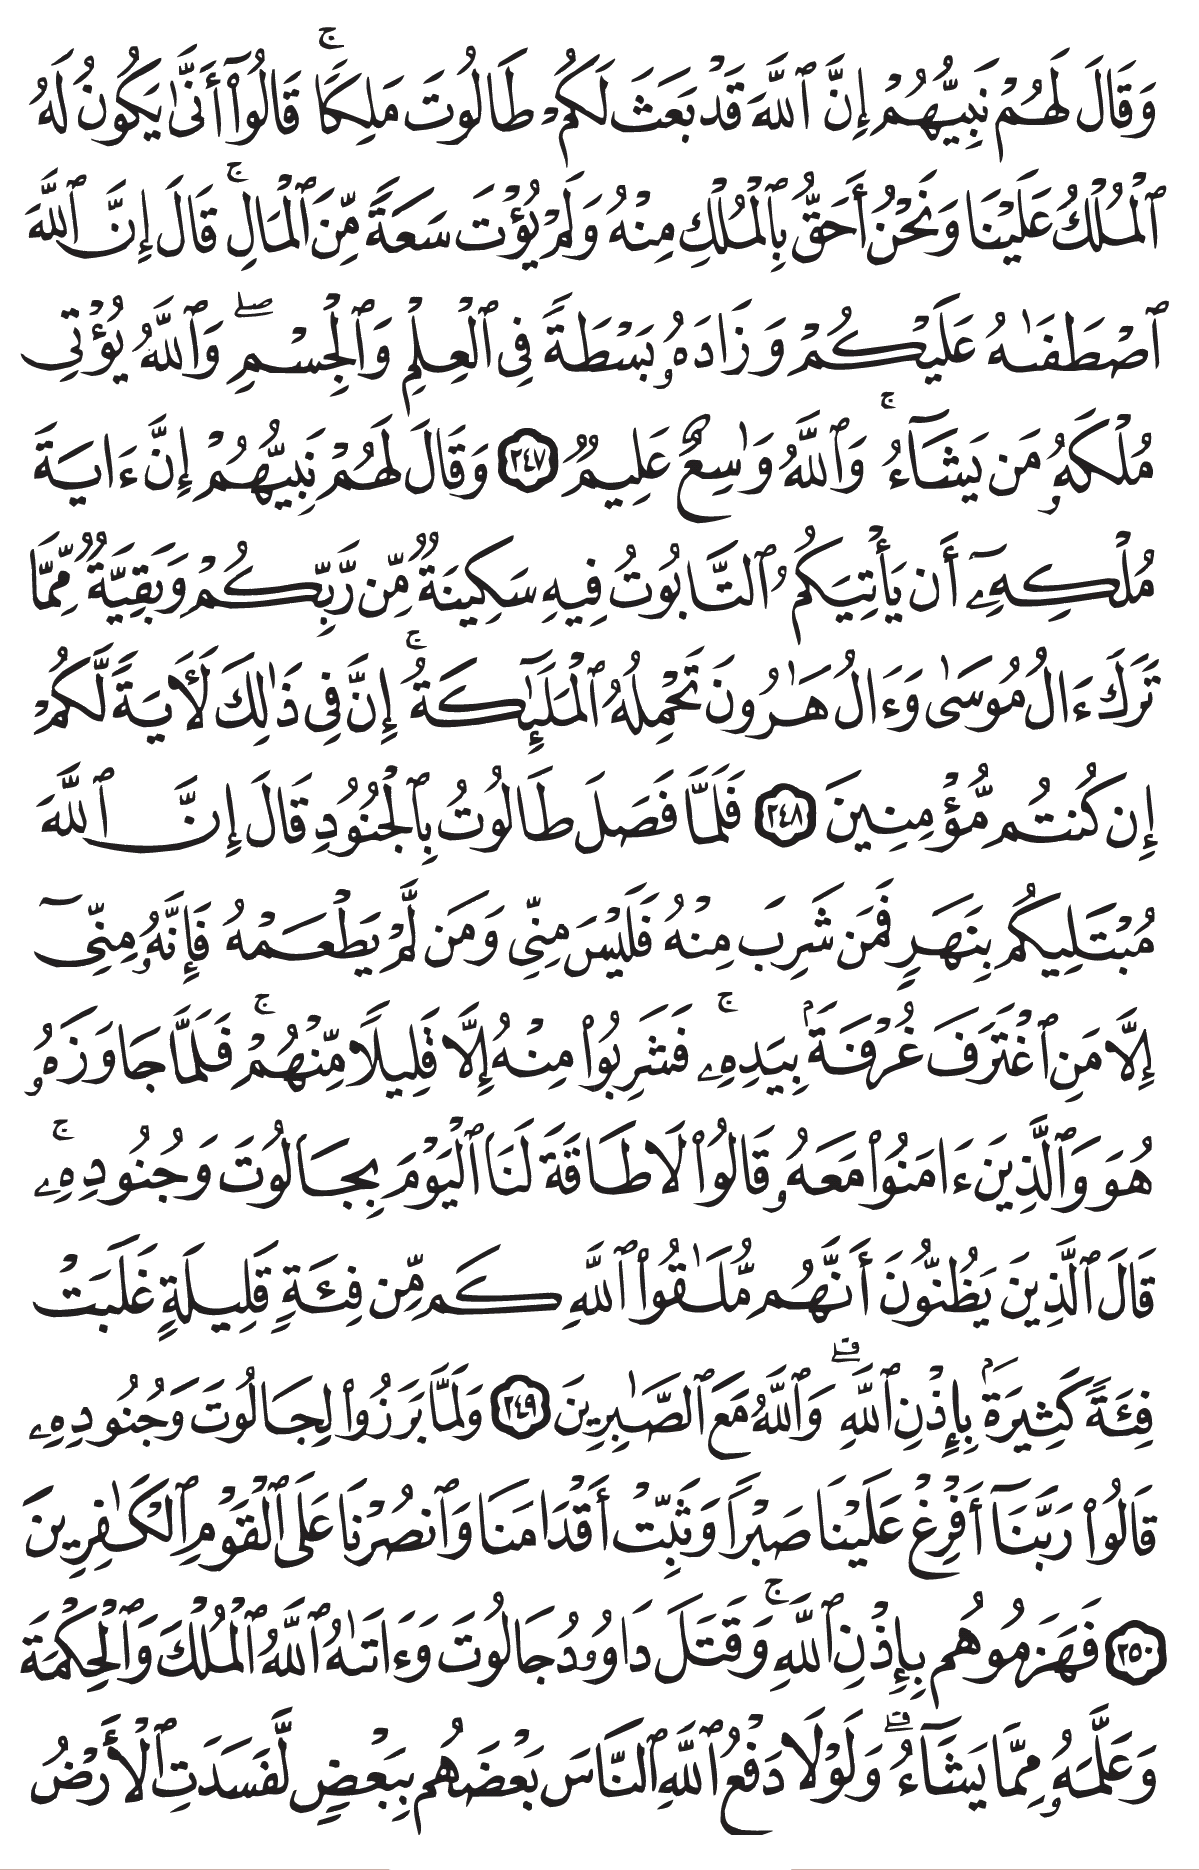 وَقَالَ لَهُمْ نَبِيُّهُمْ إِنَّ ٱللَّهَ قَدْ بَعَثَ لَكُمْ طَالُوتَ مَلِكًا ۚ قَالُوٓا۟ أَنَّىٰ يَكُونُ لَهُ
ٱلْمُلْكُ عَلَيْنَا وَنَحْنُ أَحَقُّ بِٱلْمُلْكِ مِنْهُ وَلَمْ يُؤْتَ سَعَةً مِّنَ ٱلْمَالِ ۚ قَالَ إِنَّ ٱللَّهَ
ٱصْطَفَىٰهُ عَلَيْكُمْ وَزَادَهُۥ بَسْطَةً فِى ٱلْعِلْمِ وَٱلْجِسْمِ ۖ وَٱللَّهُ يُؤْتِى
مُلْكَهُۥ مَن يَشَآءُ ۚ وَٱللَّهُ وَٰسِعٌ عَلِيمٌ ٢٤٧ وَقَالَ لَهُمْ نَبِيُّهُمْ إِنَّ ءَايَةَ
مُلْكِهِۦٓ أَن يَأْتِيَكُمُ ٱلتَّابُوتُ فِيهِ سَكِينَةٌ مِّن رَّبِّكُمْ وَبَقِيَّةٌ مِّمَّا
تَرَكَ ءَالُ مُوسَىٰ وَءَالُ هَٰرُونَ تَحْمِلُهُ ٱلْمَلَٰٓئِكَةُ ۚ إِنَّ فِى ذَٰلِكَ لَءَايَةً لَّكُمْ
إِن كُنتُم مُّؤْمِنِينَ ٢٤٨ فَلَمَّا فَصَلَ طَالُوتُ بِٱلْجُنُودِ قَالَ إِنَّ ٱللَّهَ
مُبْتَلِيكُم بِنَهَرٍ فَمَن شَرِبَ مِنْهُ فَلَيْسَ مِنِّى وَمَن لَّمْ يَطْعَمْهُ فَإِنَّهُۥ مِنِّىٓ
إِلَّا مَنِ ٱغْتَرَفَ غُرْفَةًۢ بِيَدِهِۦ ۚ فَشَرِبُوا۟ مِنْهُ إِلَّا قَلِيلًا مِّنْهُمْ ۚ فَلَمَّا جَاوَزَهُۥ
هُوَ وَٱلَّذِينَ ءَامَنُوا۟ مَعَهُۥ قَالُوا۟ لَا طَاقَةَ لَنَا ٱلْيَوْمَ بِجَالُوتَ وَجُنُودِهِۦ ۚ
قَالَ ٱلَّذِينَ يَظُنُّونَ أَنَّهُم مُّلَٰقُوا۟ ٱللَّهِ كَم مِّن فِئَةٍ قَلِيلَةٍ غَلَبَتْ
فِئَةً كَثِيرَةًۢ بِإِذْنِ ٱللَّهِ ۗ وَٱللَّهُ مَعَ ٱلصَّٰبِرِينَ ٢٤٩ وَلَمَّا بَرَزُوا۟ لِجَالُوتَ وَجُنُودِهِۦ
قَالُوا۟ رَبَّنَآ أَفْرِغْ عَلَيْنَا صَبْرًا وَثَبِّتْ أَقْدَامَنَا وَٱنصُرْنَا عَلَى ٱلْقَوْمِ ٱلْكَٰفِرِينَ
٢٥٠ فَهَزَمُوهُم بِإِذْنِ ٱللَّهِ ۚ وَقَتَلَ دَاوُۥدُ جَالُوتَ وَءَاتَىٰهُ ٱللَّهُ ٱلْمُلْكَ وَٱلْحِكْمَةَ
وَعَلَّمَهُۥ مِمَّا يَشَآءُ ۗ وَلَوْلَا دَفْعُ ٱللَّهِ ٱلنَّاسَ بَعْضَهُم بِبَعْضٍ لَّفَسَدَتِ ٱلْأَرْضُ